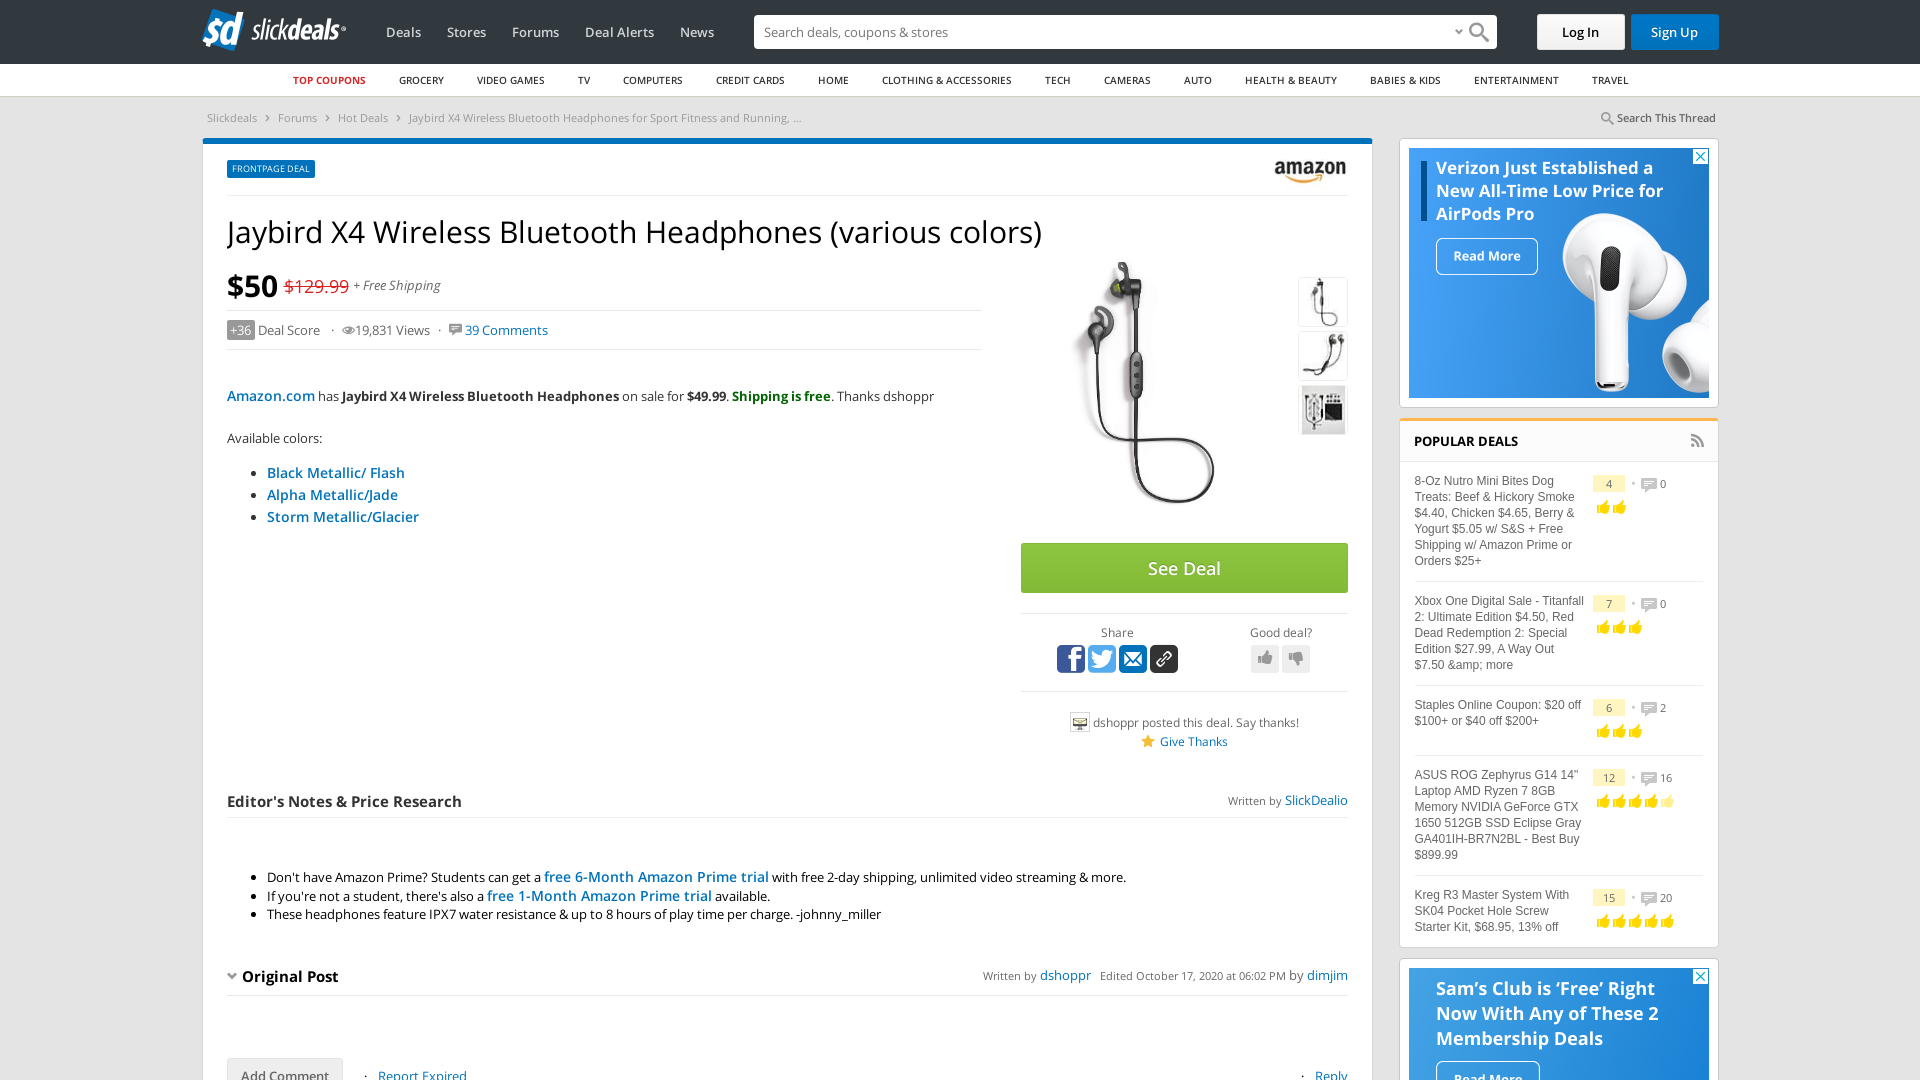 sd slickdeals
Deals
Stores
Forums
Deal Alerts
News
Search deals, coupons & stores
Log In
Sign Up
TOP COUPONS
GROCERY
VIDEO GAMES
TV
COMPUTERS
CREDIT CARDS
HOME
CLOTHING & ACCESSORIES
TECH
CAMERAS
AUTO
HEALTH & BEAUTY
BABIES & KIDS
ENTERTAINMENT
TRAVEL
Slickdeals > Forums > Hot Deals > Jaybird X4 Wireless Bluetooth Headphones for Sport Fitness and Running, ...
Search This Thread
FRONTPAGE DEAL
amazon
Jaybird X4 Wireless Bluetooth Headphones (various colors)
$50 $129.99 + Free Shipping
+36 Deal Score · 19,831 Views · 39 Comments
Amazon.com has Jaybird X4 Wireless Bluetooth Headphones on sale for $49.99. Shipping is free. Thanks dshoppr
Available colors:
Black Metallic/ Flash
Alpha Metallic/Jade
Storm Metallic/Glacier
See Deal
Share
Good deal?
dshoppr posted this deal. Say thanks!
Give Thanks
Editor's Notes & Price Research
Written by SlickDealio
Don't have Amazon Prime? Students can get a free 6-Month Amazon Prime trial with free 2-day shipping, unlimited video streaming & more.
If you're not a student, there's also a free 1-Month Amazon Prime trial available.
These headphones feature IPX7 water resistance & up to 8 hours of play time per charge. -johnny_miller
Original Post
Written by dshoppr Edited October 17, 2020 at 06:02 PM by dimjim
Add Comment
· Report Expired
· Reply
Verizon Just Established a
New All-Time Low Price for
AirPods Pro
Read More
POPULAR DEALS
8-Oz Nutro Mini Bites Dog
Treats: Beef & Hickory Smoke
$4.40, Chicken $4.65, Berry &
Yogurt $5.05 w/ S&S + Free
Shipping w/ Amazon Prime or
Orders $25+
4 • 0
Xbox One Digital Sale - Titanfall
2: Ultimate Edition $4.50, Red
Dead Redemption 2: Special
Edition $27.99, A Way Out
$7.50 &amp; more
7 • 0
Staples Online Coupon: $20 off
$100+ or $40 off $200+
6 • 2
ASUS ROG Zephyrus G14 14"
Laptop AMD Ryzen 7 8GB
Memory NVIDIA GeForce GTX
1650 512GB SSD Eclipse Gray
GA401IH-BR7N2BL - Best Buy
$899.99
12 • 16
Kreg R3 Master System With
SK04 Pocket Hole Screw
Starter Kit, $68.95, 13% off
15 • 20
Sam's Club is 'Free' Right
Now With Any of These 2
Membership Deals
Read More